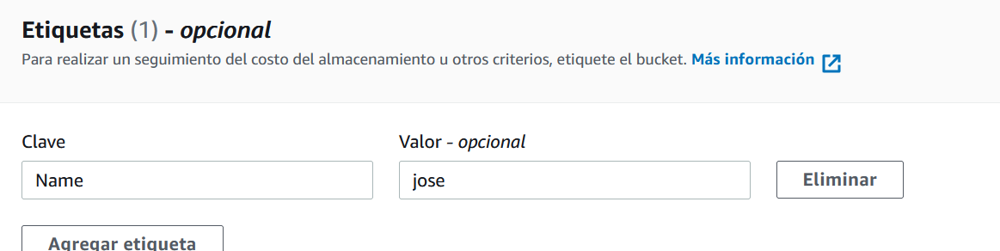 Etiquetas (1) - opcional
Para realizar un seguimiento del costo del almacenamiento u otros criterios, etiquete el bucket. Más información
Clave
Valor - opcional
Name
jose
Eliminar
Agregar etiqueta